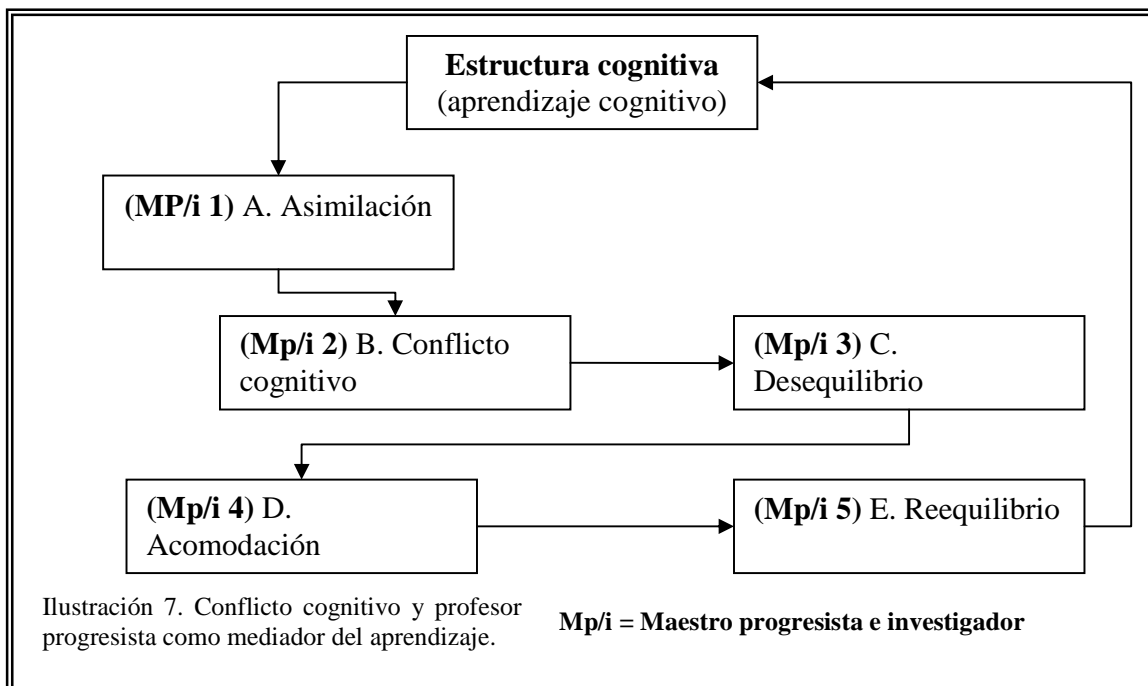 Estructura cognitiva
(aprendizaje cognitivo)
(MP/i 1) A. Asimilación
(Mp/i 2) B. Conflicto
cognitivo
(Mp/i 3) C.
Desequilibrio
(Mp/i 4) D.
Acomodación
(Mp/i 5) E. Reequilibrio
Ilustración 7. Conflicto cognitivo y profesor
progresista como mediador del aprendizaje.
Mp/i = Maestro progresista e investigador